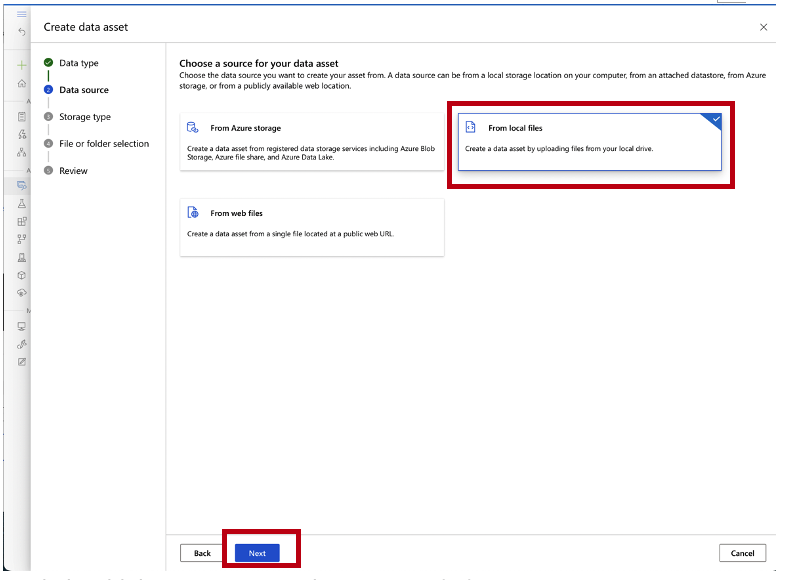 Create data asset
Data type
2 Data source
3 Storage type
4 File or folder selection
5 Review
Choose a source for your data asset
Choose the data source you want to create your asset from. A data source can be from a local storage location on your computer, from an attached datastore, from Azure
storage, or from a publicly available web location.
From Azure storage
Create a data asset from registered data storage services including Azure Blob
Storage, Azure file share, and Azure Data Lake.
From local files
Create a data asset by uploading files from your local drive.
From web files
Create a data asset from a single file located at a public web URL.
Back
Next
Cancel